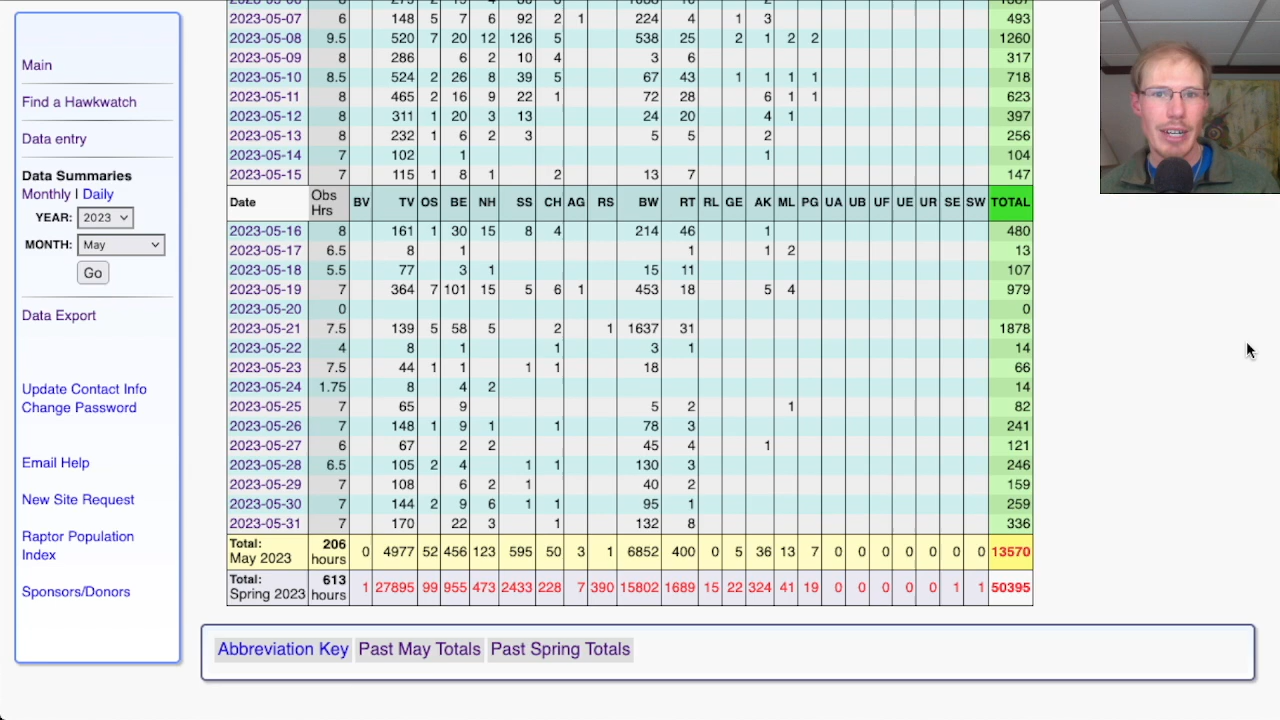 Main
Find a Hawkwatch
Data entry
Data Summaries
Monthly | Daily
YEAR: 2023
MONTH: May
Go
Data Export
Update Contact Info
Change Password
Email Help
New Site Request
Raptor Population
Index
Sponsors/Donors
2023-05-07 6 148 5 7 6 92 2 1 224 4 1 3 493
2023-05-08 9.5 520 7 20 12 126 5 538 25 2 1 2 2 1260
2023-05-09 8 286 6 2 10 4 3 6 317
2023-05-10 8.5 524 2 26 8 39 5 67 43 1 1 1 1 718
2023-05-11 8 465 2 16 9 22 1 72 28 6 1 1 623
2023-05-12 8 311 1 20 3 13 24 20 4 1 397
2023-05-13 8 232 1 6 2 3 5 5 2 256
2023-05-14 7 102 1 1 104
2023-05-15 7 115 1 8 1 2 13 7 147
Date Obs Hrs BV TV OS BE NH SS CH AG RS BW RT RL GE AK ML PG UA UB UF UE UR SE SW TOTAL
2023-05-16 8 161 1 30 15 8 4 214 46 1 480
2023-05-17 6.5 8 1 1 1 2 13
2023-05-18 5.5 77 3 1 15 11 107
2023-05-19 7 364 7 101 15 5 6 1 453 18 5 4 979
2023-05-20 0 0
2023-05-21 7.5 139 5 58 5 2 1 1637 31 1878
2023-05-22 4 8 1 1 3 1 14
2023-05-23 7.5 44 1 1 1 1 18 66
2023-05-24 1.75 8 4 2 14
2023-05-25 7 65 9 5 2 1 82
2023-05-26 7 148 1 9 1 1 78 3 241
2023-05-27 6 67 2 2 45 4 1 121
2023-05-28 6.5 105 2 4 1 1 130 3 246
2023-05-29 7 108 6 2 1 40 2 159
2023-05-30 7 144 2 9 6 1 1 95 1 259
2023-05-31 7 170 22 3 1 132 8 336
Total: May 2023 206 hours 0 4977 52 456 123 595 50 3 1 6852 400 0 5 36 13 7 0 0 0 0 0 0 0 13570
Total: Spring 2023 613 hours 1 27895 99 955 473 2433 228 7 390 15802 1689 15 22 324 41 19 0 0 0 0 0 1 1 50395
Abbreviation Key Past May Totals Past Spring Totals